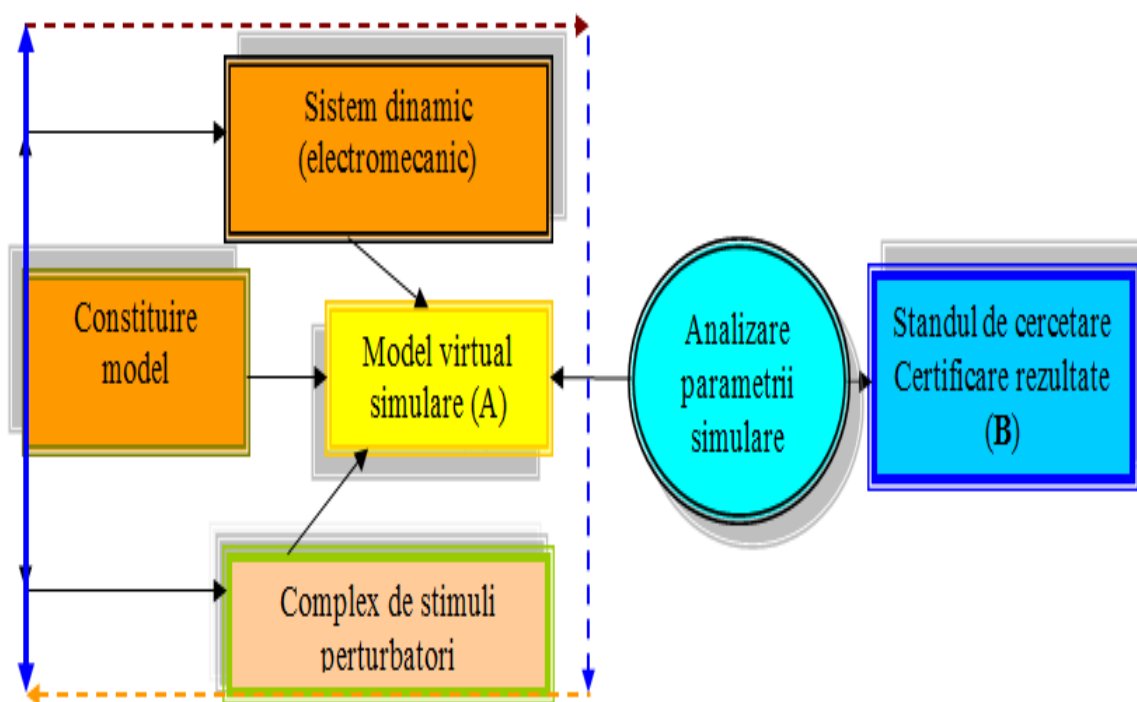 Sistem dinamic
(electromecanic)
Constituire
model
Model virtual
simulare (A)
Analizare
parametrii
simulare
Standul de cercetare
Certificare rezultate
(B)
Complex de stimuli
perturbatori